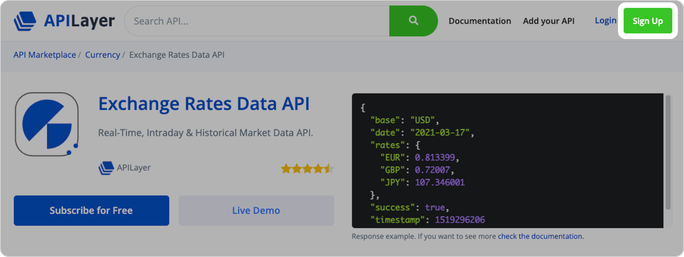 APILayer
Search API...
Documentation
Add your API
Login
Sign Up
API Marketplace / Currency / Exchange Rates Data API
Exchange Rates Data API
Real-Time, Intraday & Historical Market Data API.
APILayer
Subscribe for Free
Live Demo
{
"base": "USD",
"date": "2021-03-17",
"rates": {
"EUR": 0.813399,
"GBP": 0.72007,
"JPY": 107.346001
},
"success": true,
"timestamp": 1519296206
Response example. If you want to see more check the documentation.